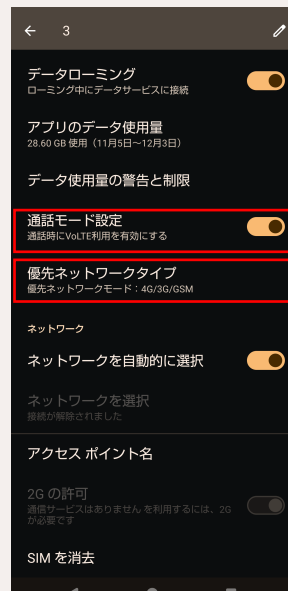 3
データローミング
ローミング中にデータサービスに接続
アプリのデータ使用量
28.60 GB 使用（11月5日～12月3日）
データ使用量の警告と制限
通話モード設定
通話時にVoLTE利用を有効にする
優先ネットワークタイプ
優先ネットワークモード：4G/3G/GSM
ネットワーク
ネットワークを自動的に選択
ネットワークを選択
接続が解除されました
アクセス ポイント名
2G の許可
通信サービスはありません を利用するには、2G
が必要です
SIM を消去